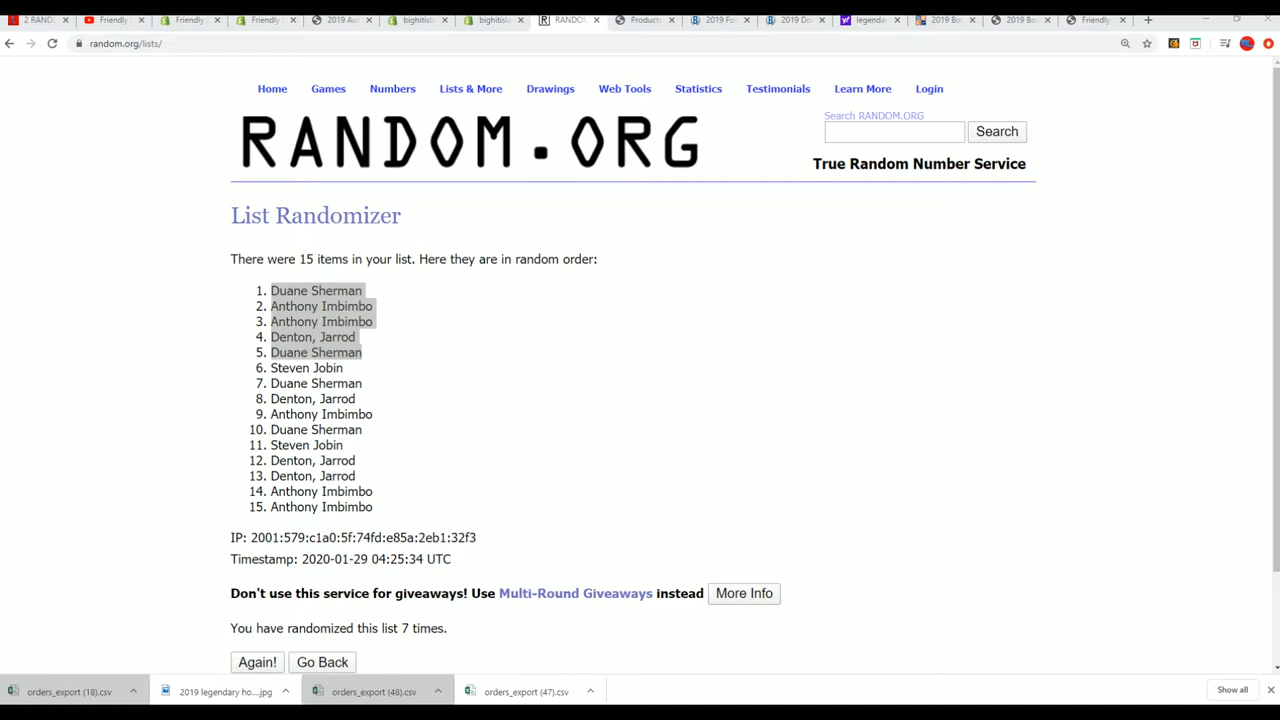 2 RAND
Friendly
Friendly
Friendly
2019 Aut
bighitisla
bighitisla
RANDOM
Products
2019 For
2019 Do
legendar
2019 Bo
2019 Bo
Friendly
random.org/lists/
Home Games Numbers Lists & More Drawings Web Tools Statistics Testimonials Learn More Login
Search RANDOM.ORG
RANDOM.ORG
Search
True Random Number Service
List Randomizer
There were 15 items in your list. Here they are in random order:
1. Duane Sherman
2. Anthony Imbimbo
3. Anthony Imbimbo
4. Denton, Jarrod
5. Duane Sherman
6. Steven Jobin
7. Duane Sherman
8. Denton, Jarrod
9. Anthony Imbimbo
10. Duane Sherman
11. Steven Jobin
12. Denton, Jarrod
13. Denton, Jarrod
14. Anthony Imbimbo
15. Anthony Imbimbo
IP: 2001:579:c1a0:5f:74fd:e85a:2eb1:32f3
Timestamp: 2020-01-29 04:25:34 UTC
Don't use this service for giveaways! Use Multi-Round Giveaways instead More Info
You have randomized this list 7 times.
Again! Go Back
orders_export (18).csv 2019 legendary ho....jpg orders_export (48).csv orders_export (47).csv Show all